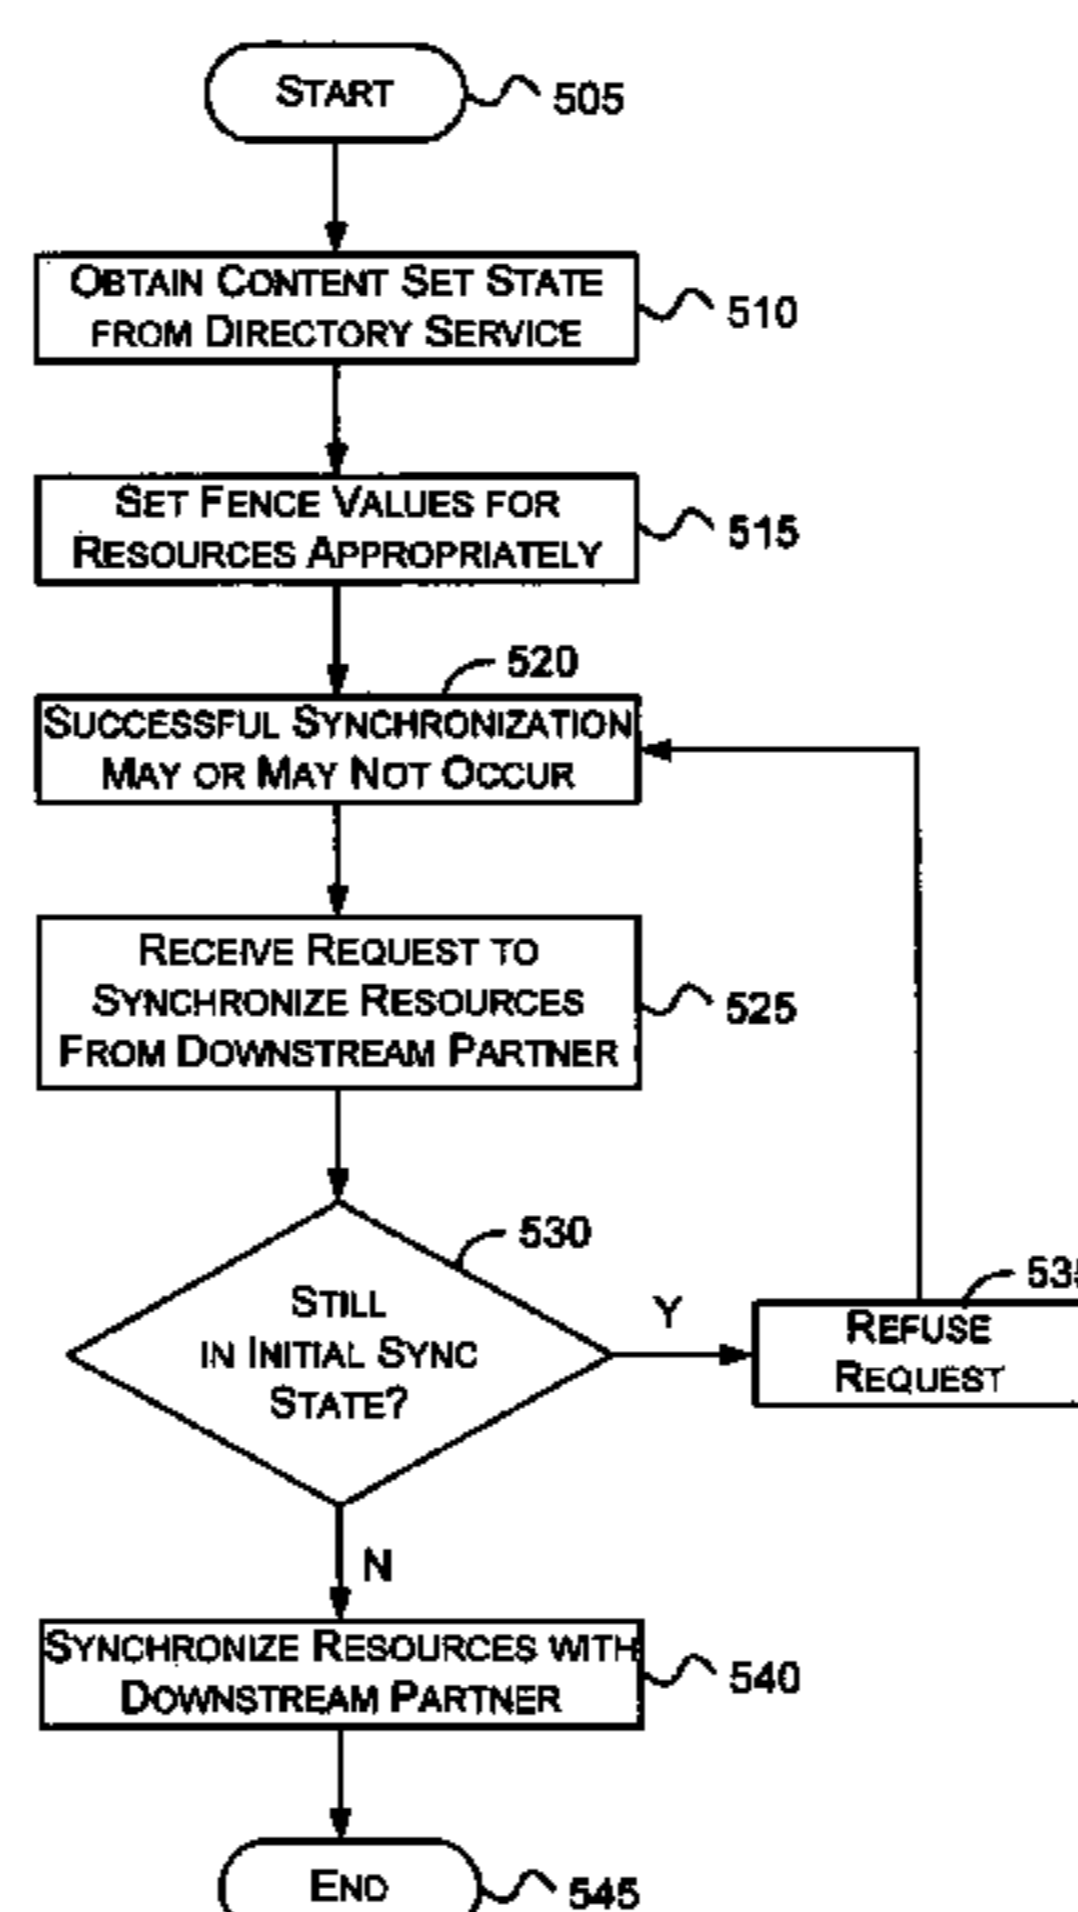 START
505
OBTAIN CONTENT SET STATE
FROM DIRECTORY SERVICE
510
SET FENCE VALUES FOR
RESOURCES APPROPRIATELY
515
520
SUCCESSFUL SYNCHRONIZATION
MAY OR MAY NOT OCCUR
RECEIVE REQUEST TO
SYNCHRONIZE RESOURCES
FROM DOWNSTREAM PARTNER
525
530
STILL
IN INITIAL SYNC
STATE?
Y
535
REFUSE
REQUEST
N
SYNCHRONIZE RESOURCES WITH
DOWNSTREAM PARTNER
540
END
545